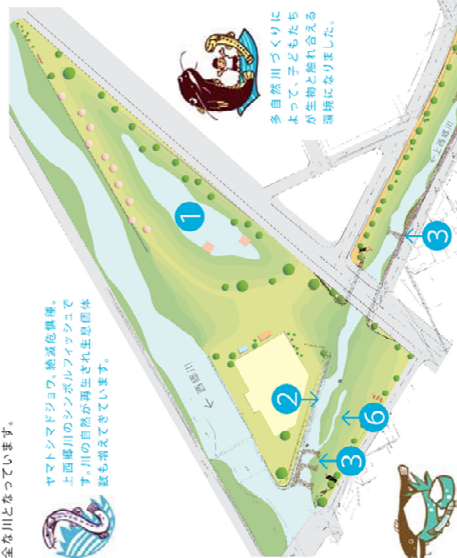 全な川となっています。
ヤマトシマドジョウ。絶滅危惧種。
上西郷川のシンボルフィッシュで
す。川の自然が再生され生息個体
数も増えてきています。
多自然川づくりに
よって、子どもたち
が生物と触れ合える
環境になりました。
←西郷川
1
2
3
6
3
←上西郷川